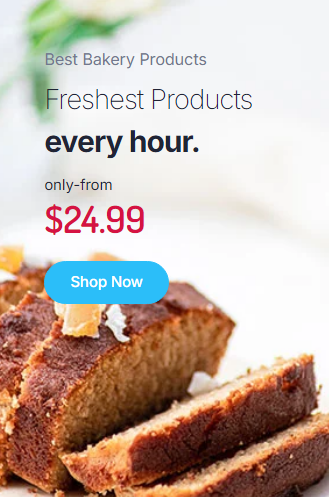 Best Bakery Products
Freshest Products
every hour.
only-from
$24.99
Shop Now